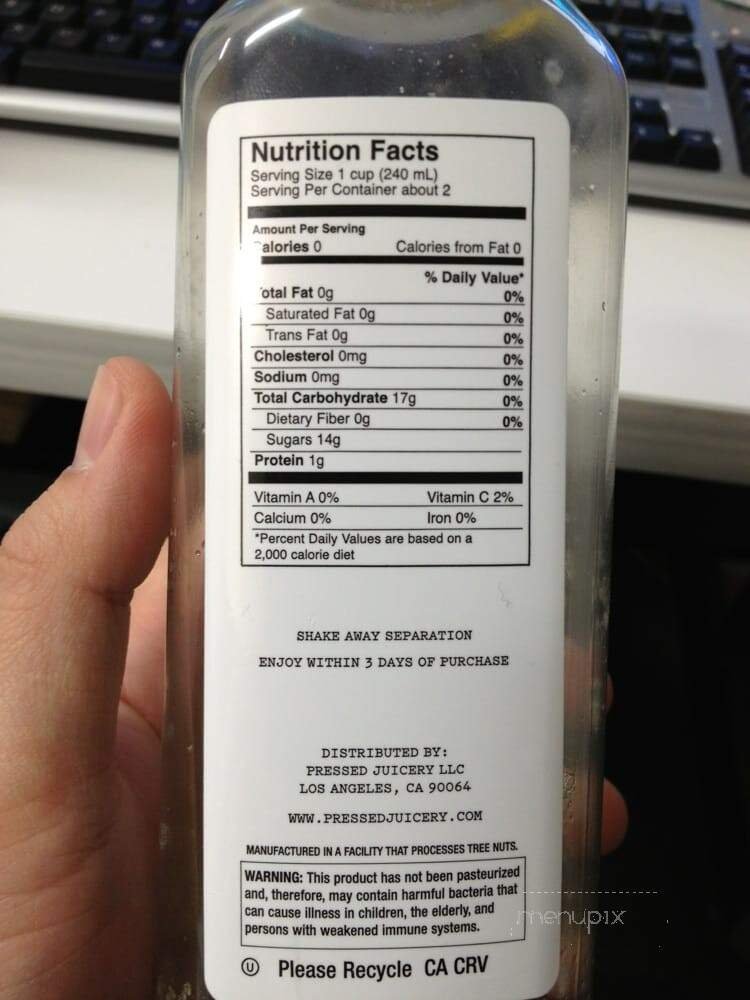 Nutrition Facts
Serving Size 1 cup (240 mL)
Serving Per Container about 2
Amount Per Serving
alories 0 Calories from Fat 0
% Daily Value*
otal Fat 0g 0%
Saturated Fat 0g 0%
Trans Fat 0g 0%
Cholesterol 0mg 0%
Sodium 0mg 0%
Total Carbohydrate 17g 0%
Dietary Fiber 0g 0%
Sugars 14g
Protein 1g
Vitamin A 0% Vitamin C 2%
Calcium 0% Iron 0%
*Percent Daily Values are based on a
2,000 calorie diet
SHAKE AWAY SEPARATION
ENJOY WITHIN 3 DAYS OF PURCHASE
DISTRIBUTED BY:
PRESSED JUICERY LLC
LOS ANGELES, CA 90064
WWW.PRESSEDJUICERY.COM
MANUFACTURED IN A FACILITY THAT PROCESSES TREE NUTS.
WARNING: This product has not been pasteurized
and, therefore, may contain harmful bacteria that
can cause illness in children, the elderly, and
persons with weakened immune systems.
U Please Recycle CA CRV
menupix